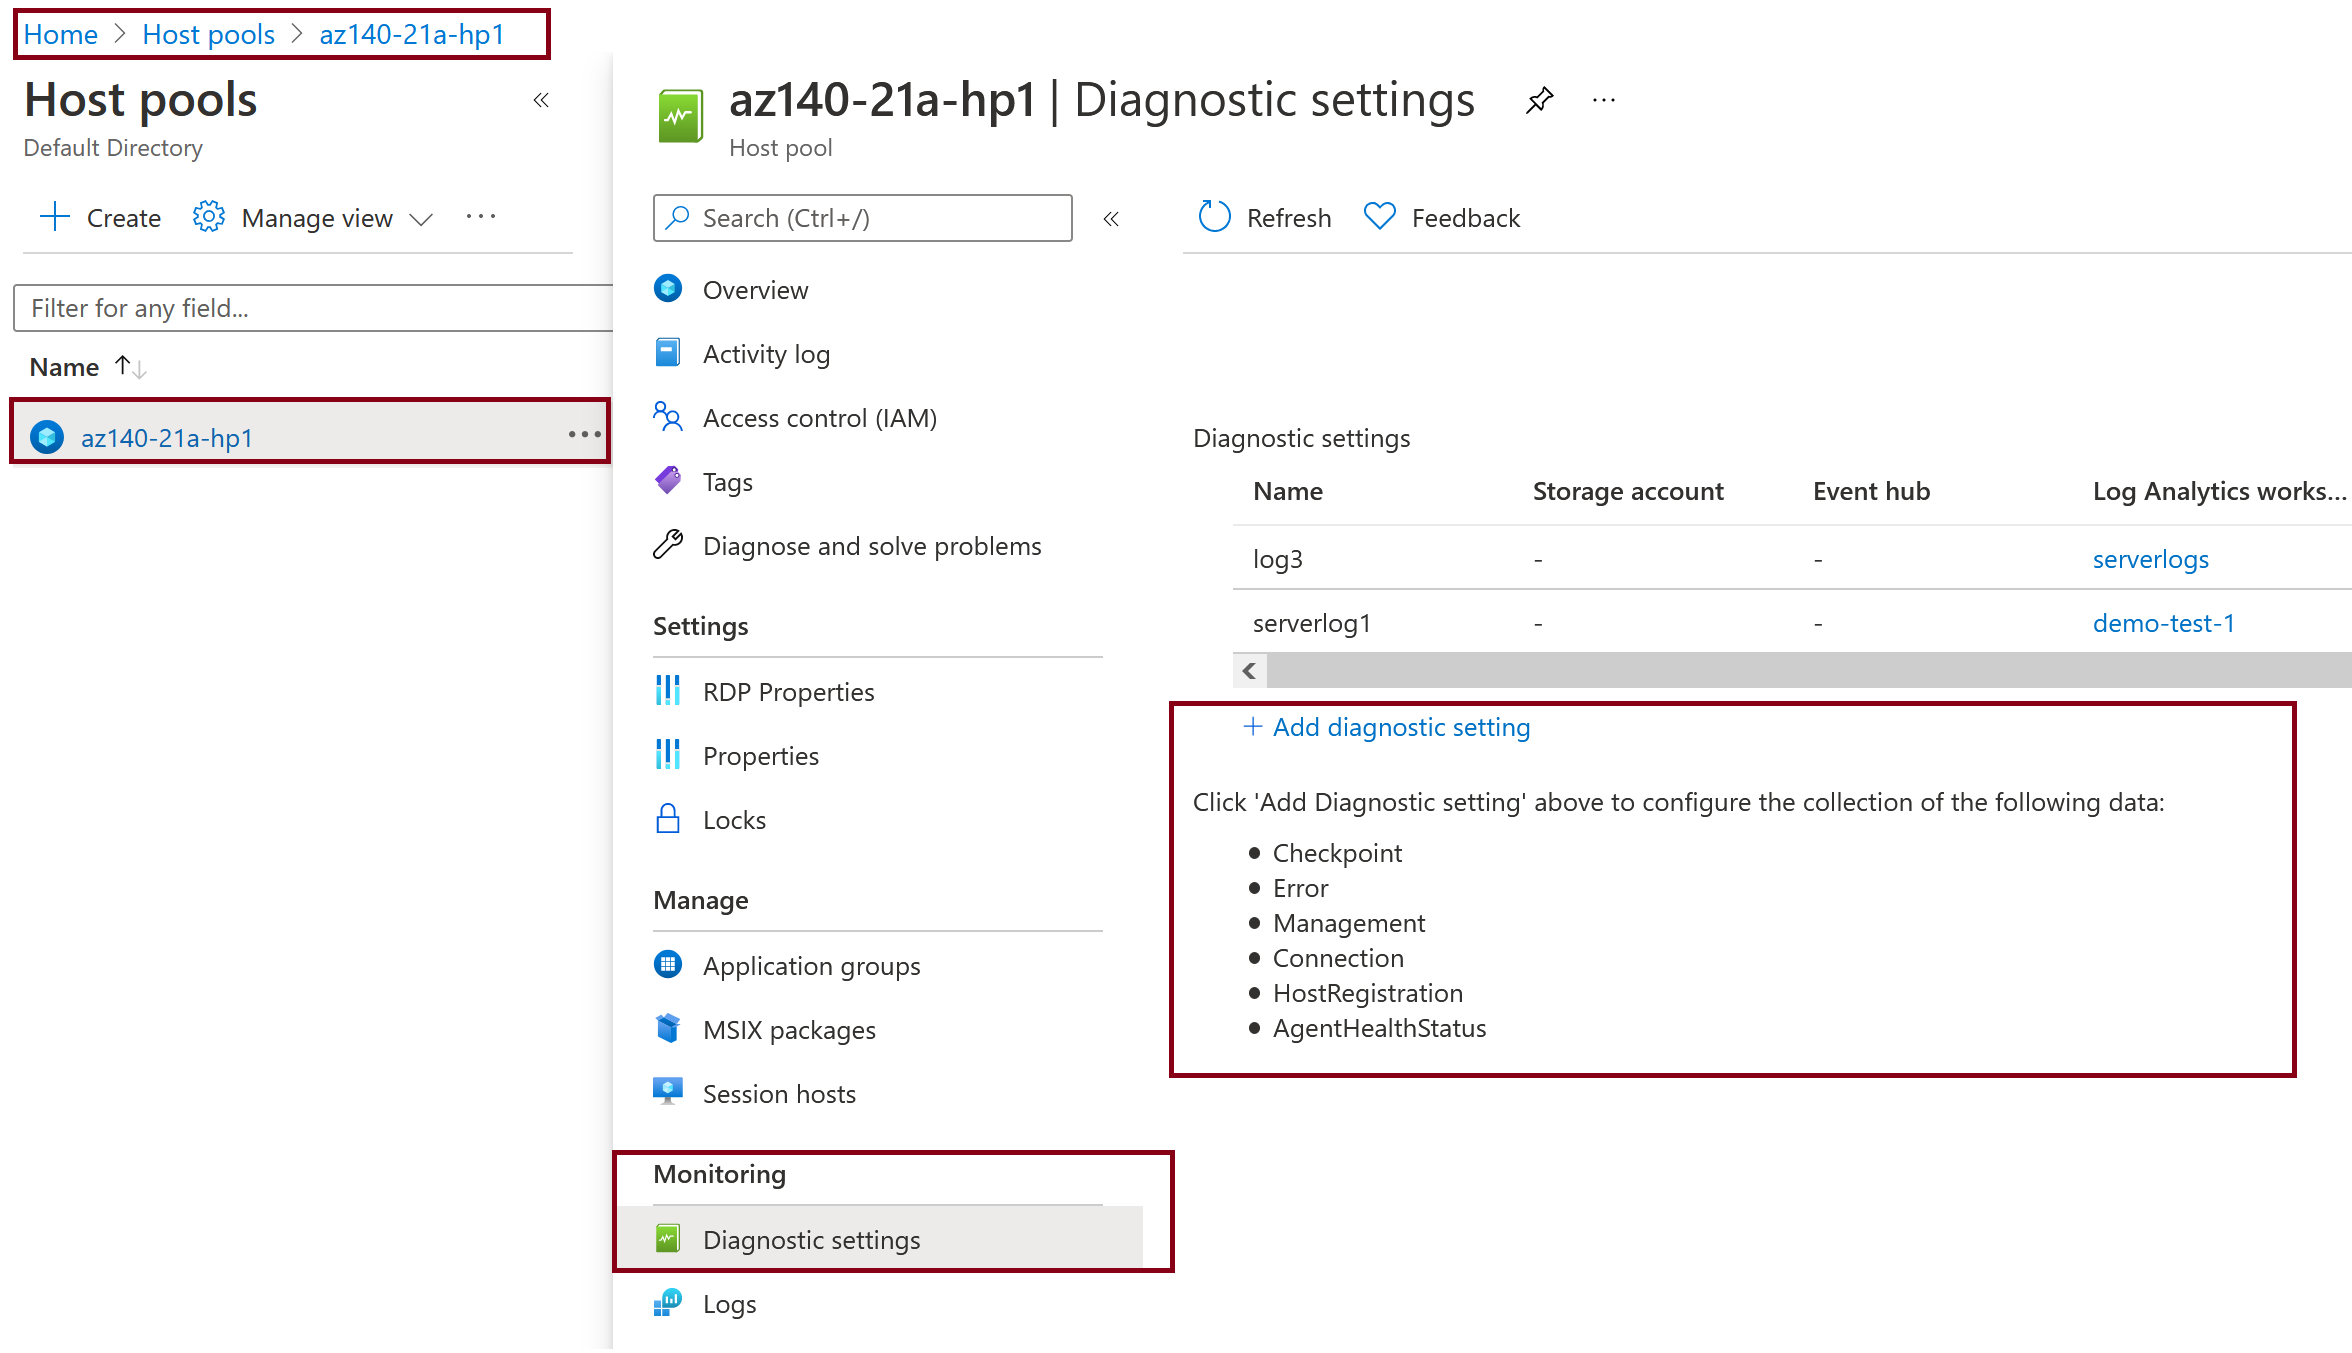 Home > Host pools > az140-21a-hp1
Host pools
Default Directory
Create Manage view
Filter for any field...
Name
az140-21a-hp1
az140-21a-hp1 | Diagnostic settings
Host pool
Search (Ctrl+/)
Overview
Activity log
Access control (IAM)
Tags
Diagnose and solve problems
Settings
RDP Properties
Properties
Locks
Manage
Application groups
MSIX packages
Session hosts
Monitoring
Diagnostic settings
Logs
Refresh Feedback
Diagnostic settings
Name Storage account Event hub Log Analytics works...
log3 - - serverlogs
serverlog1 - - demo-test-1
+ Add diagnostic setting
Click 'Add Diagnostic setting' above to configure the collection of the following data:
• Checkpoint
• Error
• Management
• Connection
• HostRegistration
• AgentHealthStatus